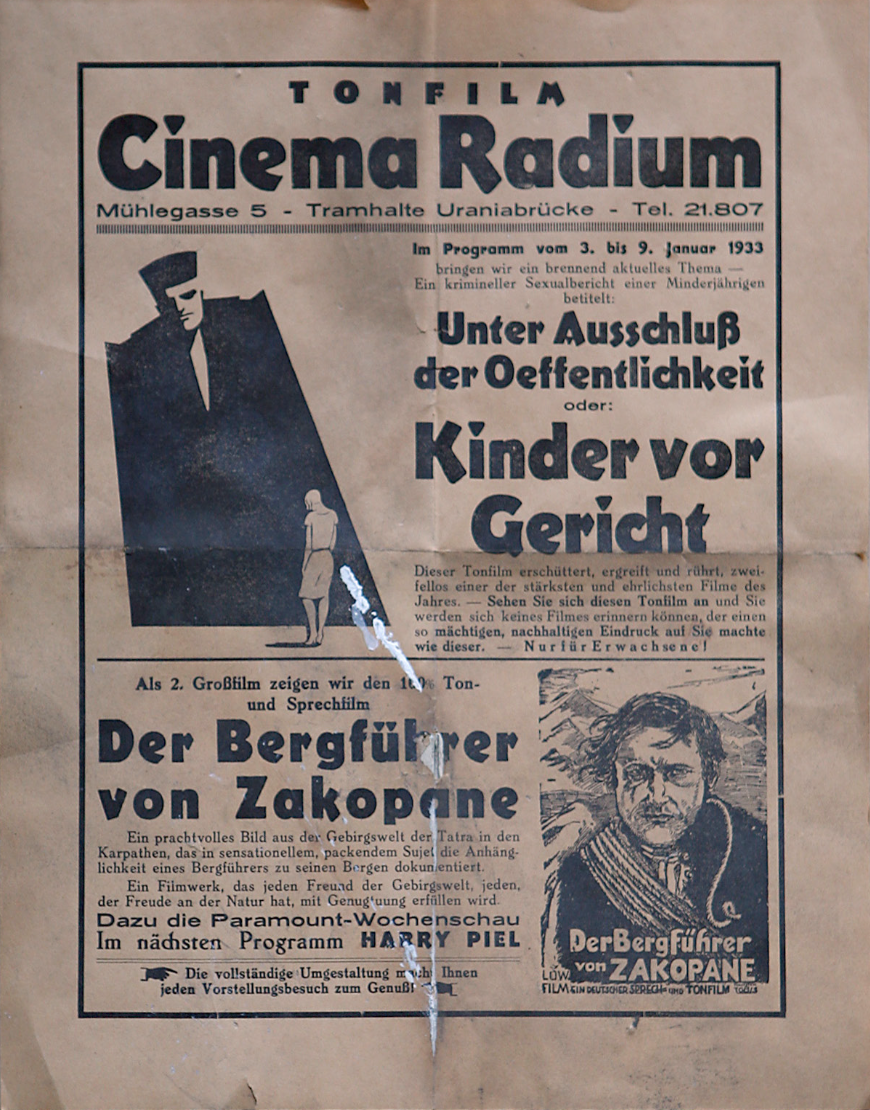 TONFILM
Cinema Radium
Mühlegasse 5 - Tramhalte Uraniabrücke - Tel. 21.807
Im Programm vom 3. bis 9. Januar 1933
bringen wir ein brennend aktuelles Thema —
Ein krimineller Sexualbericht einer Minderjährigen
betitelt:
Unter Ausschluß
der Oeffentlichkeit
oder:
Kinder vor
Gericht
Dieser Tonfilm erschüttert, ergreift und rührt, zwei-
fellos einer der stärksten und ehrlichsten Filme des
Jahres. — Sehen Sie sich diesen Tonfilm an und Sie
werden sich keines Filmes erinnern können, der einen
so mächtigen, nachhaltigen Eindruck auf Sie machte
wie dieser. — Nur für Erwachsene!
Als 2. Großfilm zeigen wir den 100% Ton-
und Sprechfilm
Der Bergführer
von Zakopane
Ein prachtvolles Bild aus der Gebirgswelt der Tatra in den
Karpathen, das in sensationellem, packendem Sujet die Anhäng-
lichkeit eines Bergführers zu seinen Bergen dokumentiert.
Ein Filmwerk, das jeden Freund der Gebirgswelt, jeden,
der Freude an der Natur hat, mit Genugtuung erfüllen wird.
Dazu die Paramount-Wochenschau
Im nächsten Programm HARRY PIEL
Die vollständige Umgestaltung macht Ihnen
jeden Vorstellungsbesuch zum Genuß!
Der Bergführer
von ZAKOPANE
LÖW
FILM EIN DEUTSCHER SPRECH- UND TONFILM